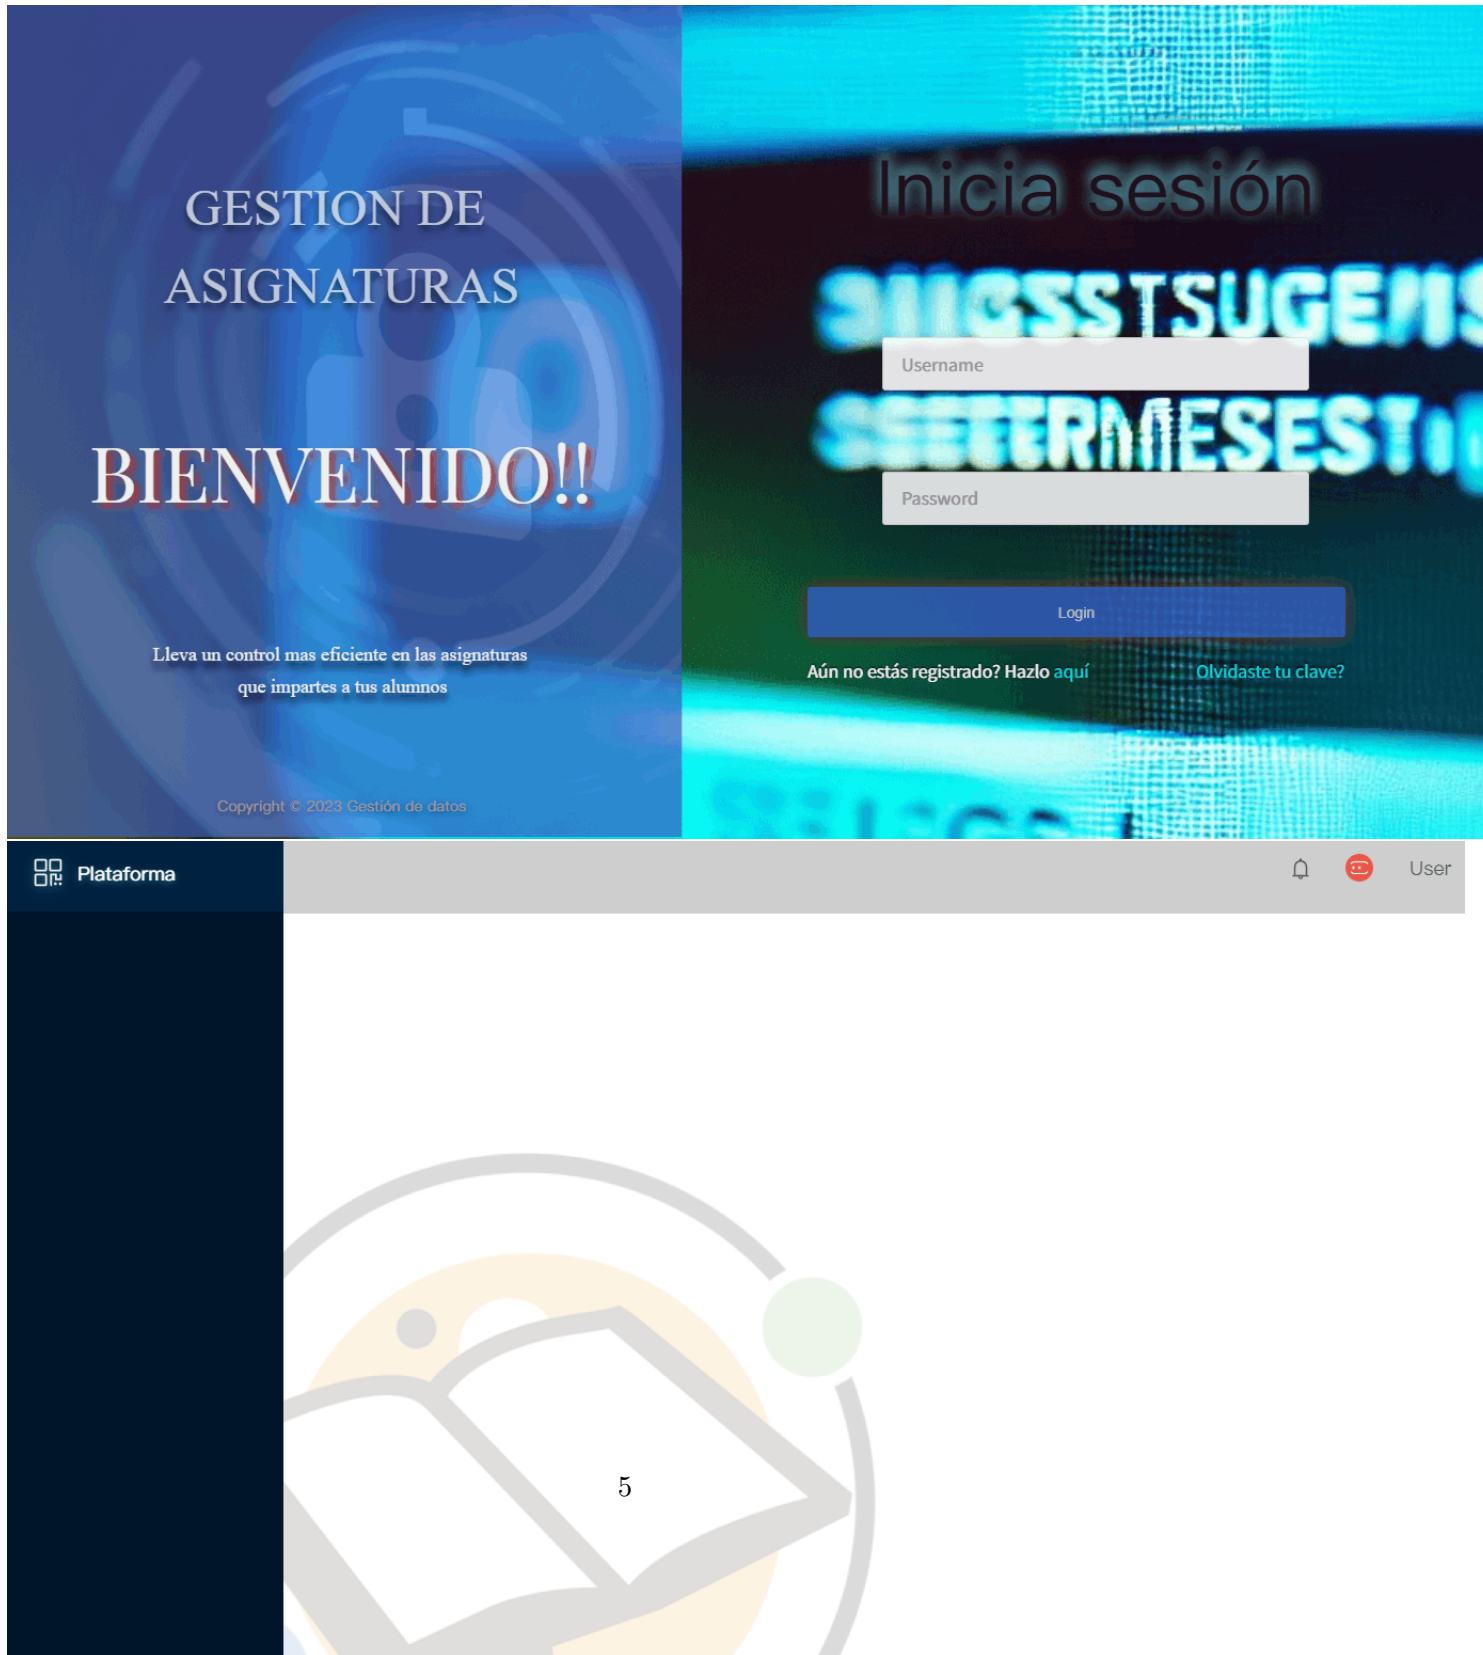 GESTION DE
ASIGNATURAS
BIENVENIDO!!
Lleva un control mas eficiente en las asignaturas
que impartes a tus alumnos
Copyright © 2023 Gestión de datos
Inicia sesión
Username
Password
Login
Aún no estás registrado? Hazlo aquí
Olvidaste tu clave?
Plataforma
User
5